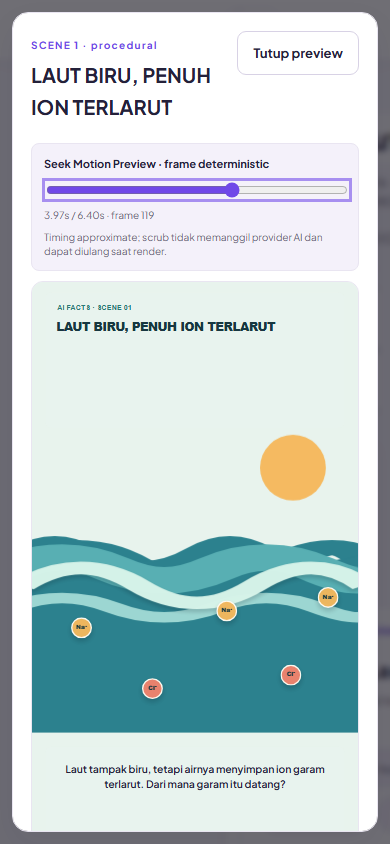 SCENE 1 · procedural
Tutup preview
LAUT BIRU, PENUH
ION TERLARUT
Seek Motion Preview · frame deterministic
3.97s / 6.40s · frame 119
Timing approximate; scrub tidak memanggil provider AI dan
dapat diulang saat render.
AI FACTS · SCENE 01
LAUT BIRU, PENUH ION TERLARUT
Na⁺
Na⁺
Na⁺
Cl⁻
Cl⁻
Laut tampak biru, tetapi airnya menyimpan ion garam
terlarut. Dari mana garam itu datang?